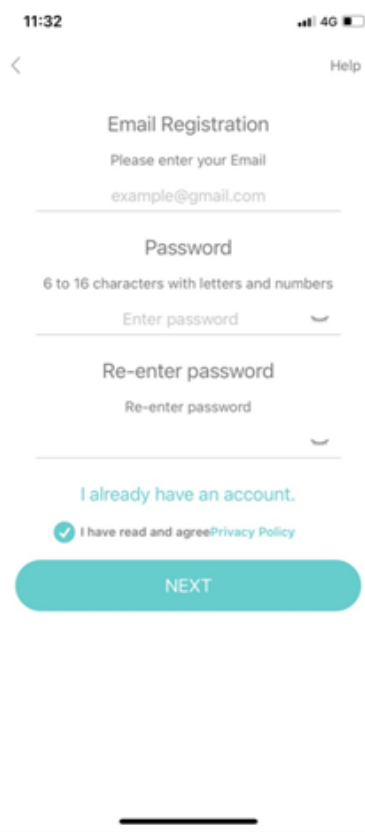 11:32
4G
Help
Email Registration
Please enter your Email
example@gmail.com
Password
6 to 16 characters with letters and numbers
Enter password
Re-enter password
Re-enter password
I already have an account.
I have read and agreePrivacy Policy
NEXT